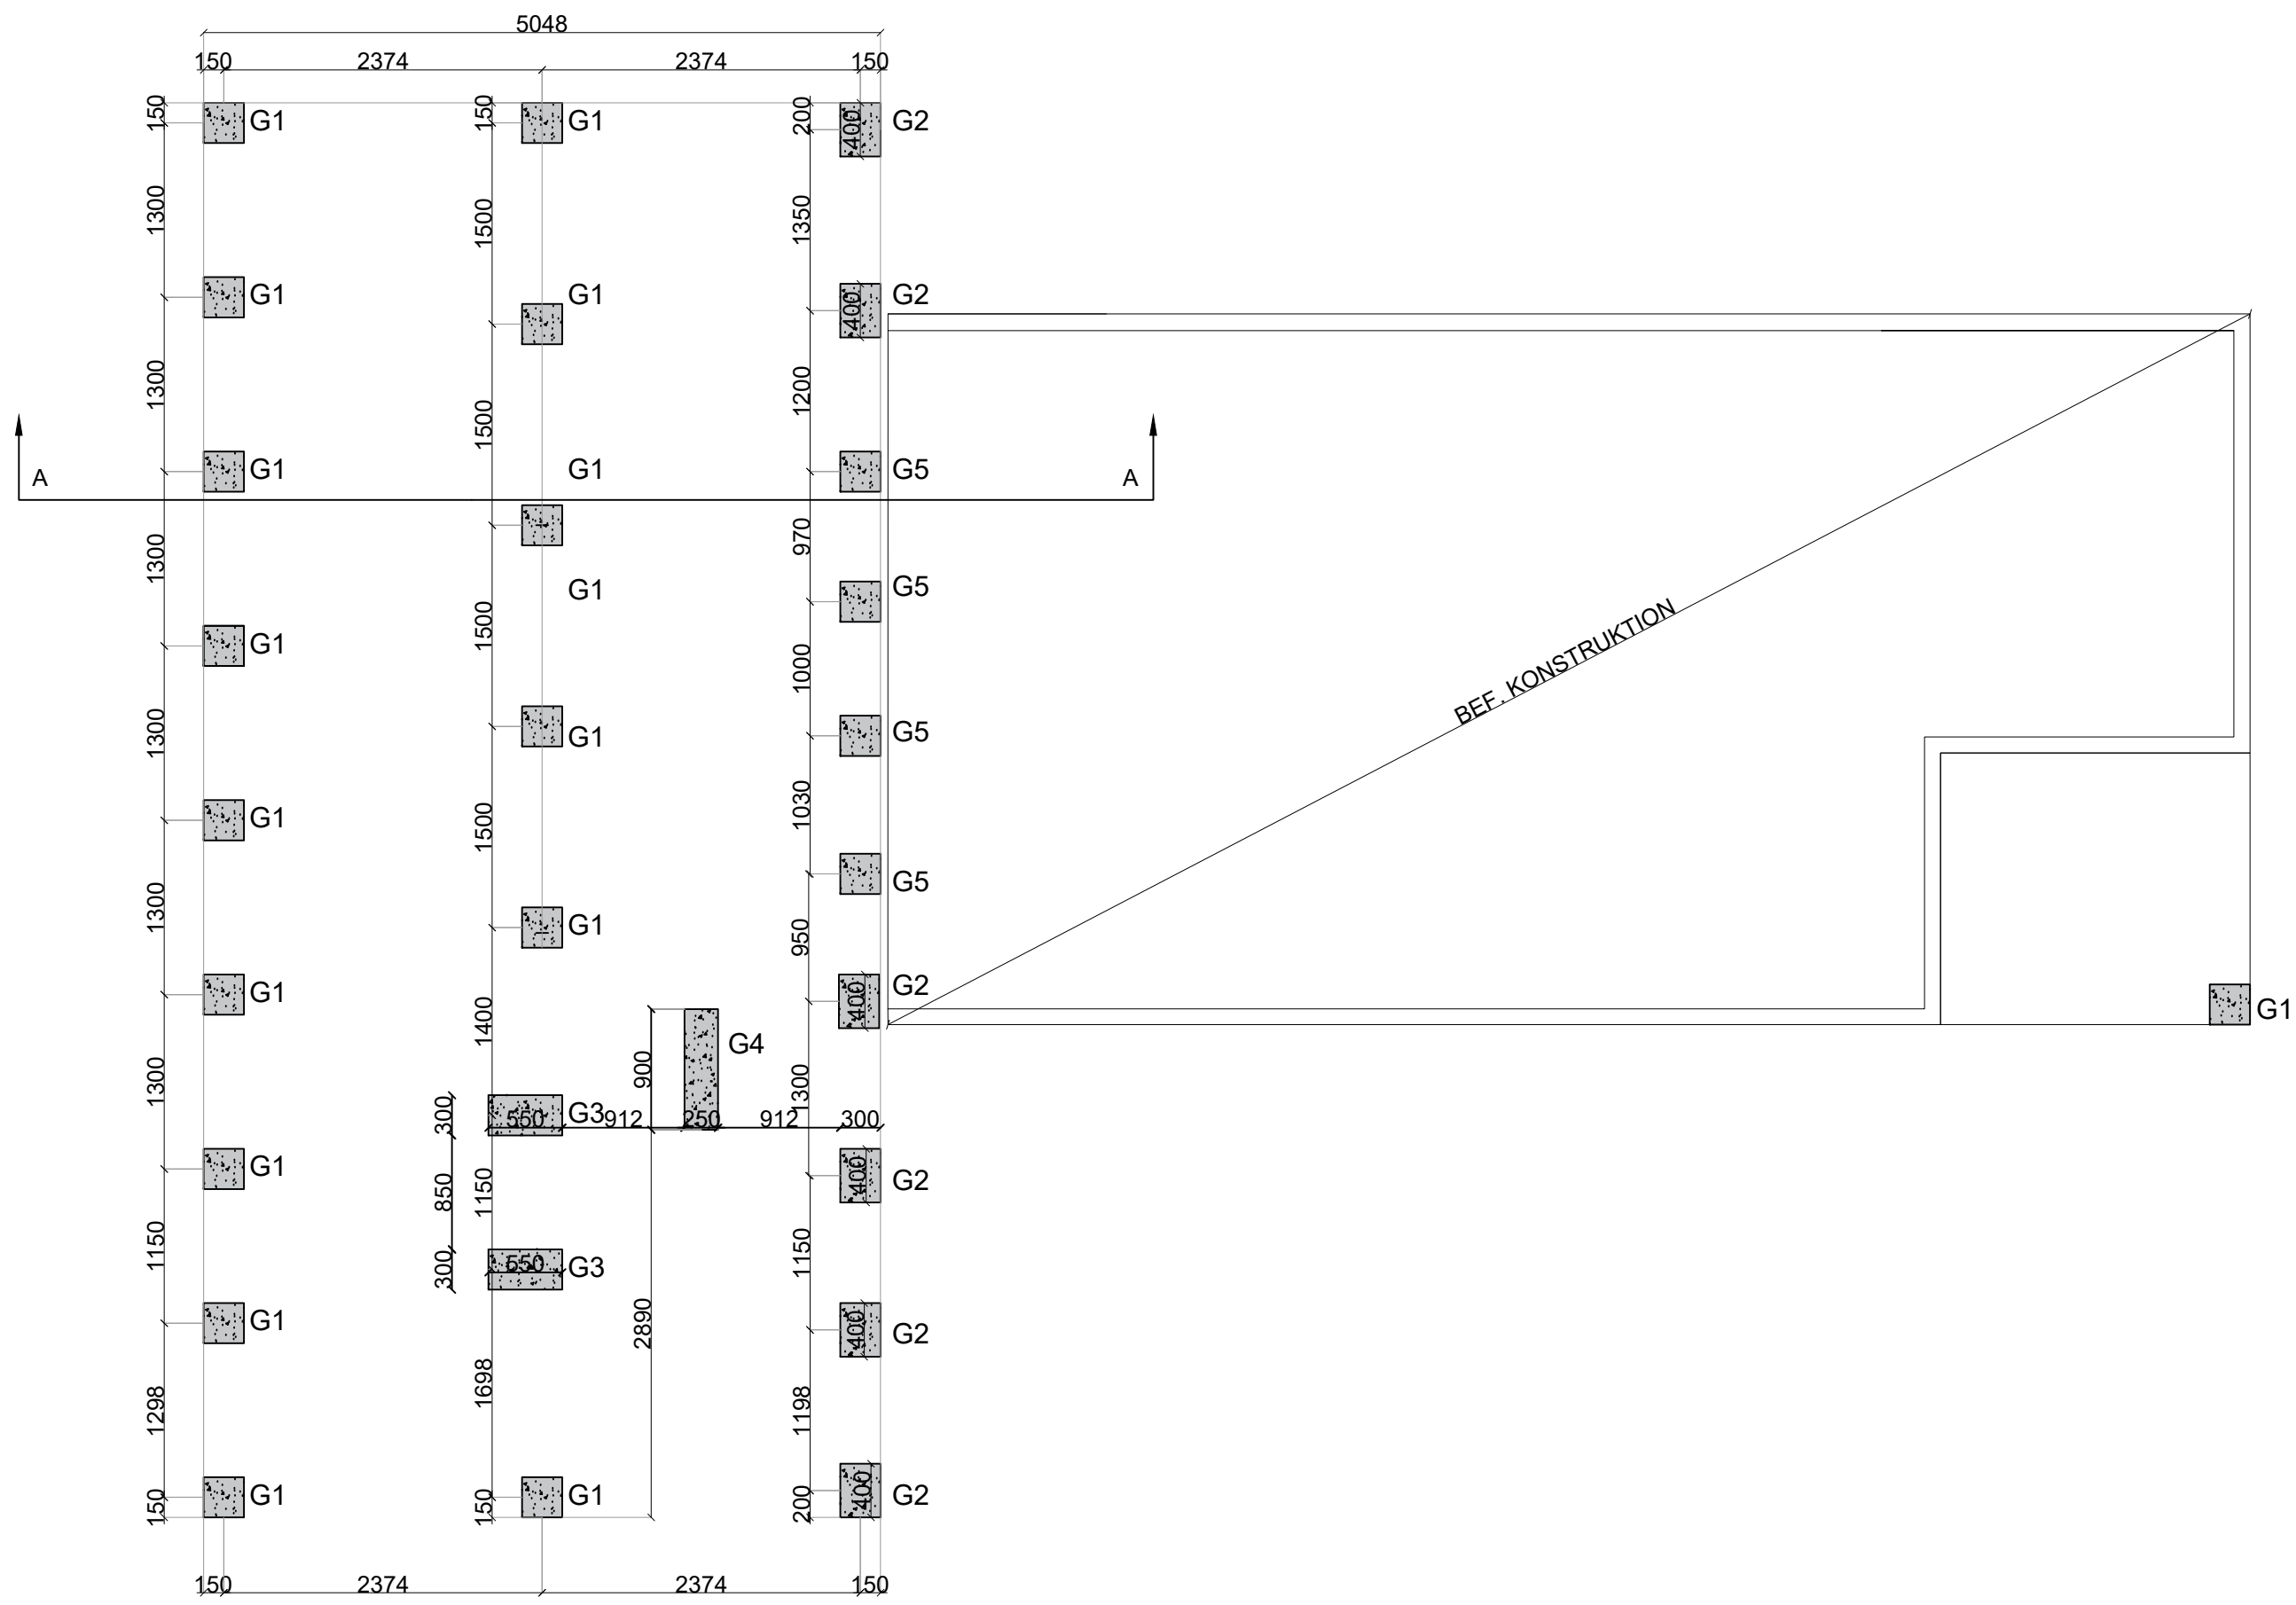 5048
150 2374 2374 150
150 G1 150 G1 200 400 G2
1300 1500 1350
G1 G1 400 G2
1300 1500 1200
A G1 G1 G5 A
1300 970
G1 G5
1500 1000
G1 BEF. KONSTRUKTION
1300 G1 G5
1500 1030
G1 G5
1300 G1 950
G1 1400 400 G2 G1
900 G4
1300 1300
300 550 G3 912 250 912 300
G1 850 1150 400 G2
1150 1150
300 550 G3
G1 2890 400 G2
1298 1698 1198
150 G1 150 G1 200 400 G2
150 2374 2374 150